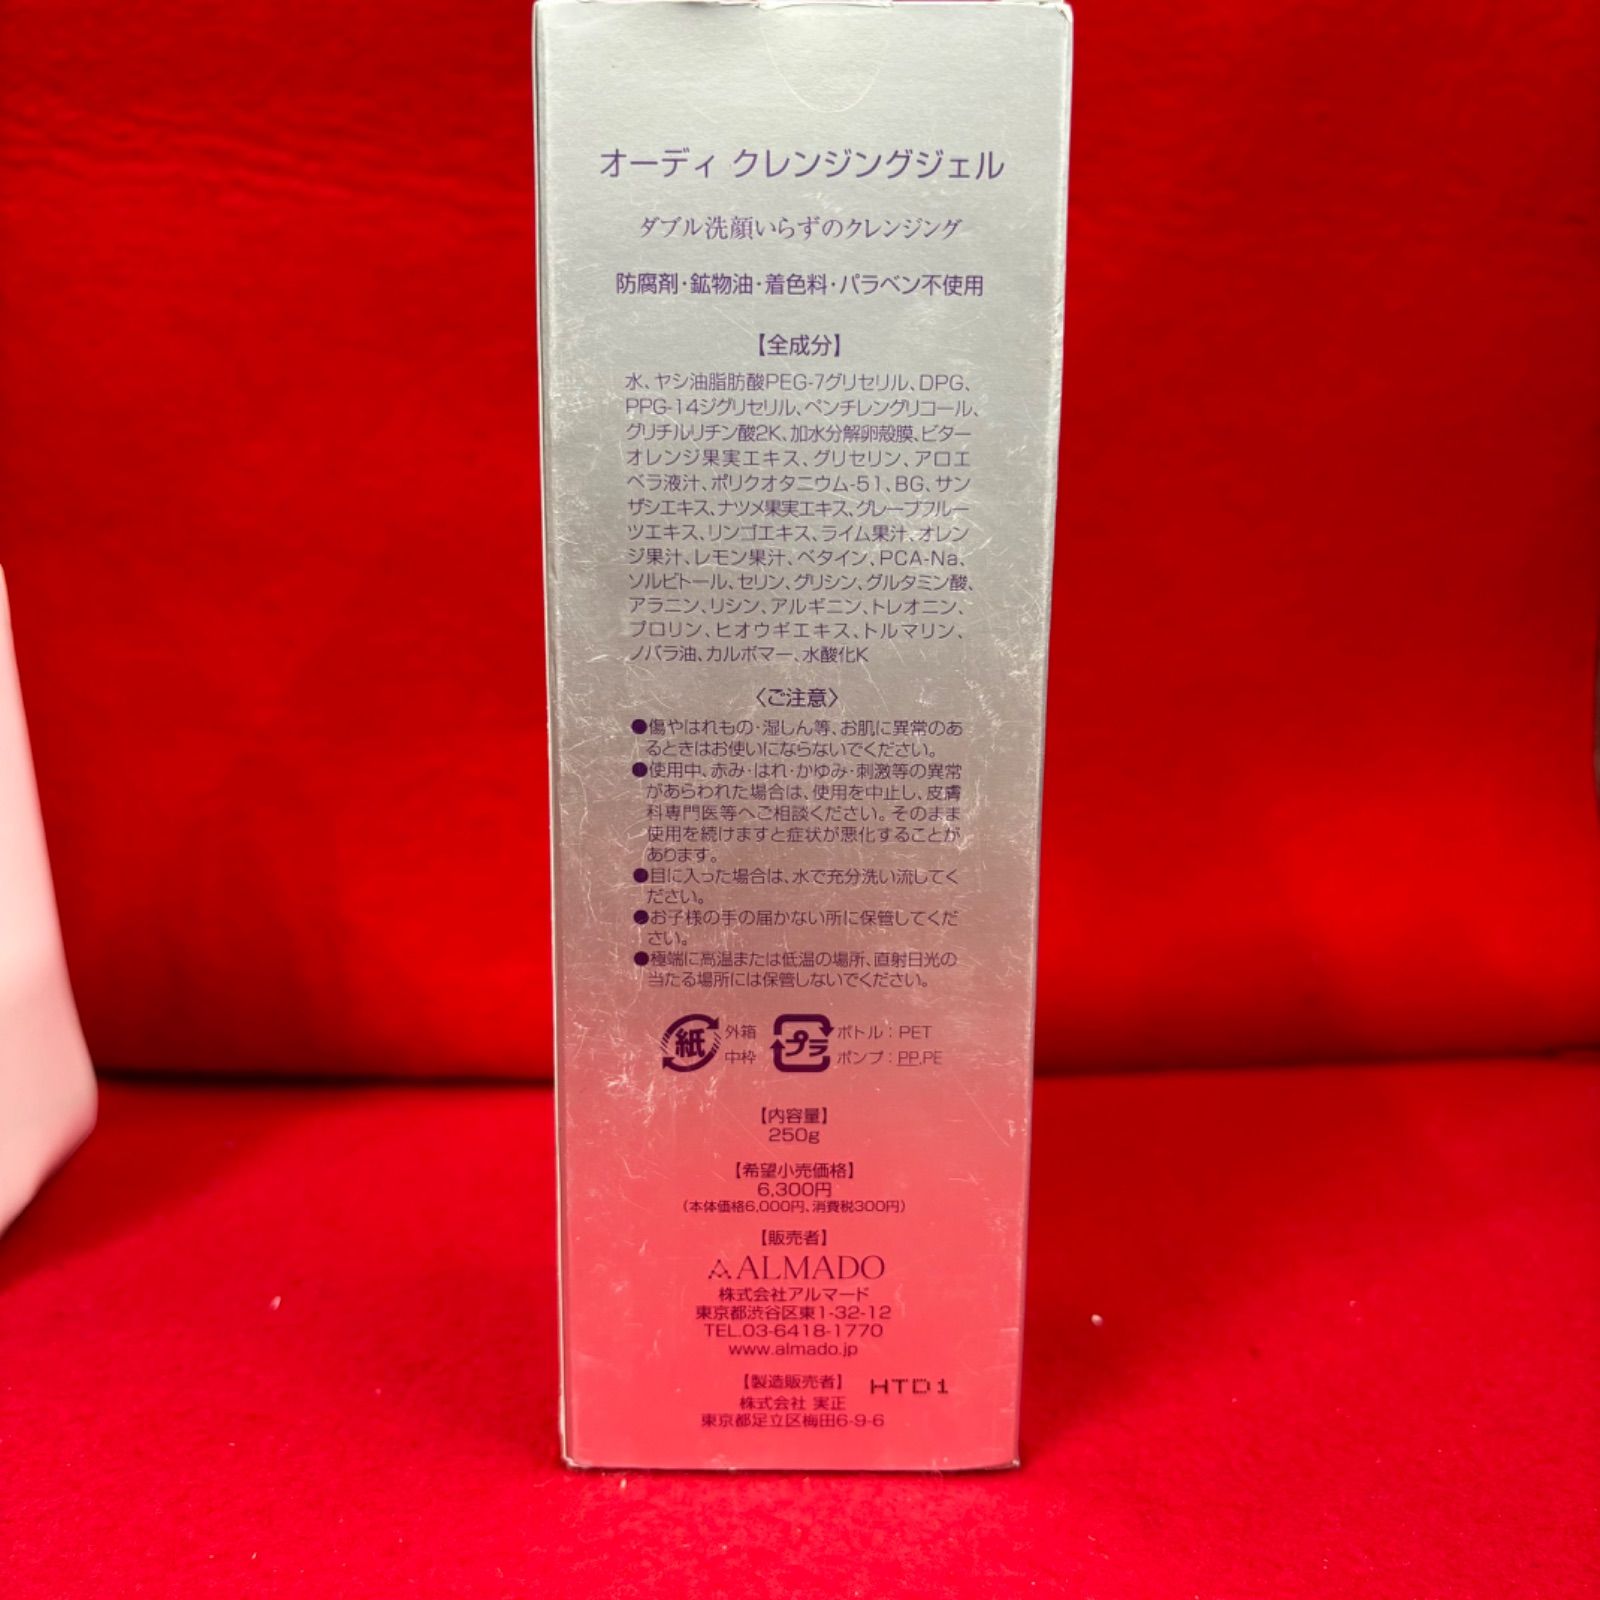 オーディ クレンジングジェル
ダブル洗顔いらずのクレンジング
防腐剤・鉱物油・着色料・パラベン不使用
【全成分】
水、ヤシ油脂肪酸PEG-7グリセリル、DPG、
PPG-14ジグリセリル、ペンチレングリコール、
グリチルリチン酸2K、加水分解卵殻膜、ビター
オレンジ果実エキス、グリセリン、アロエ
ベラ液汁、ポリクオタニウム-51、BG、サン
ザシエキス、ナツメ果実エキス、グレープフルー
ツエキス、リンゴエキス、ライム果汁、オレン
ジ果汁、レモン果汁、ベタイン、PCA-Na、
ソルビトール、セリン、グリシン、グルタミン酸、
アラニン、リシン、アルギニン、トレオニン、
プロリン、ヒオウギエキス、トルマリン、
ノバラ油、カルボマー、水酸化K
〈ご注意〉
●傷やはれもの・湿しん等、お肌に異常のあ
るときはお使いにならないでください。
●使用中、赤み・はれ・かゆみ・刺激等の異常
があらわれた場合は、使用を中止し、皮膚
科専門医等へご相談ください。そのまま
使用を続けますと症状が悪化することが
あります。
●目に入った場合は、水で充分洗い流してく
ださい。
●お子様の手の届かない所に保管してくだ
さい。
●極端に高温または低温の場所、直射日光の
当たる場所には保管しないでください。
紙 外箱 プラ ボトル：PET
中枠 ポンプ：PP,PE
【内容量】
250g
【希望小売価格】
6,300円
（本体価格6,000円、消費税300円）
【販売者】
ALMADO
株式会社アルマード
東京都渋谷区東1-32-12
TEL.03-6418-1770
www.almado.jp
【製造販売者】 HTD1
株式会社 実正
東京都足立区梅田6-9-6